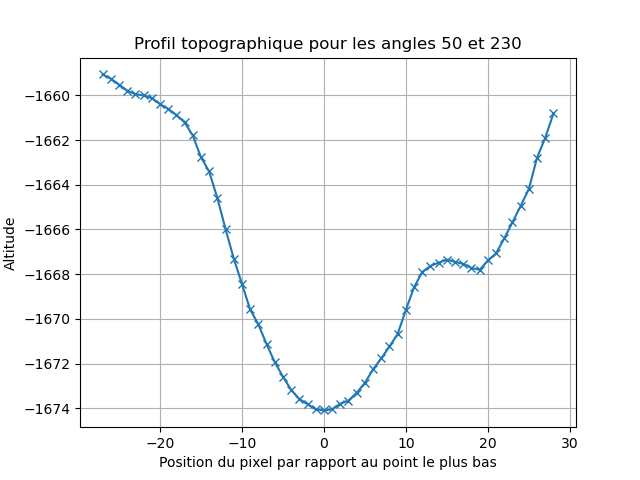 Profil topographique pour les angles 50 et 230
Altitude
−1660
−1662
−1664
−1666
−1668
−1670
−1672
−1674
−20 −10 0 10 20 30
Position du pixel par rapport au point le plus bas